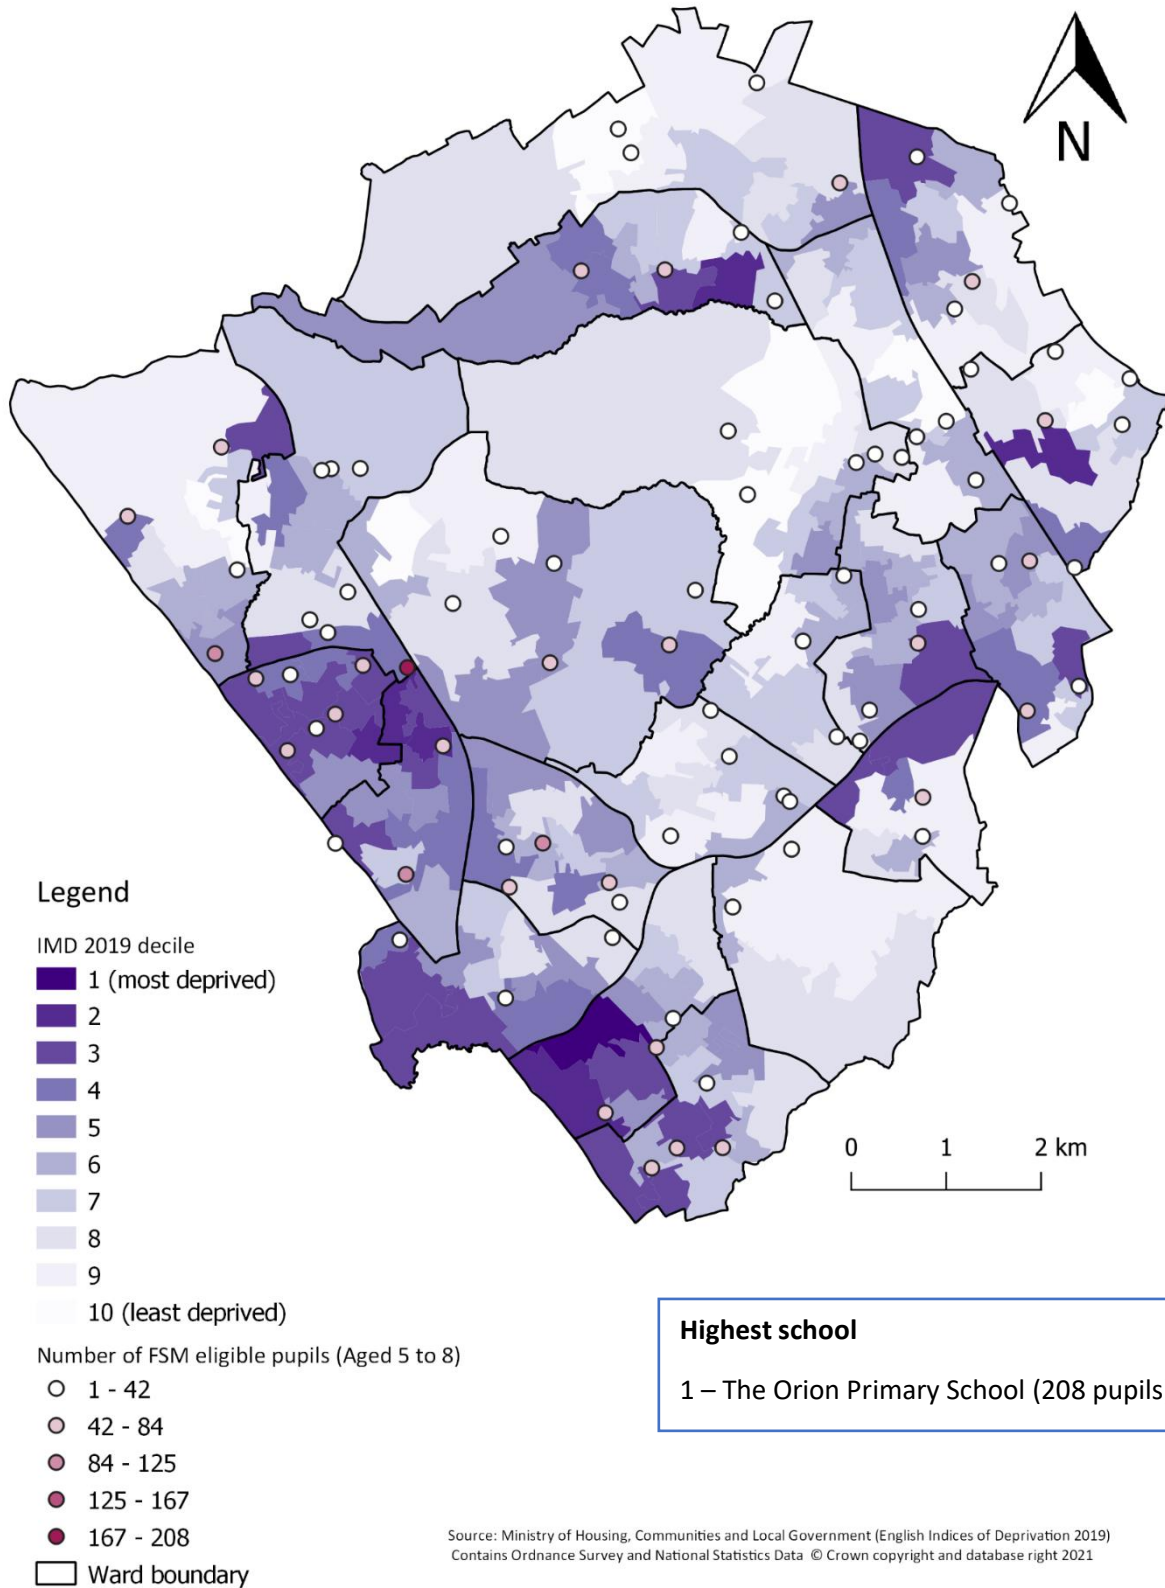 N
Legend
IMD 2019 decile
1 (most deprived)
2
3
4
5
6
7
8
9
10 (least deprived)
Number of FSM eligible pupils (Aged 5 to 8)
1 - 42
42 - 84
84 - 125
125 - 167
167 - 208
Ward boundary
0 1 2 km
Highest school
1 – The Orion Primary School (208 pupils
Source: Ministry of Housing, Communities and Local Government (English Indices of Deprivation 2019)
Contains Ordnance Survey and National Statistics Data © Crown copyright and database right 2021